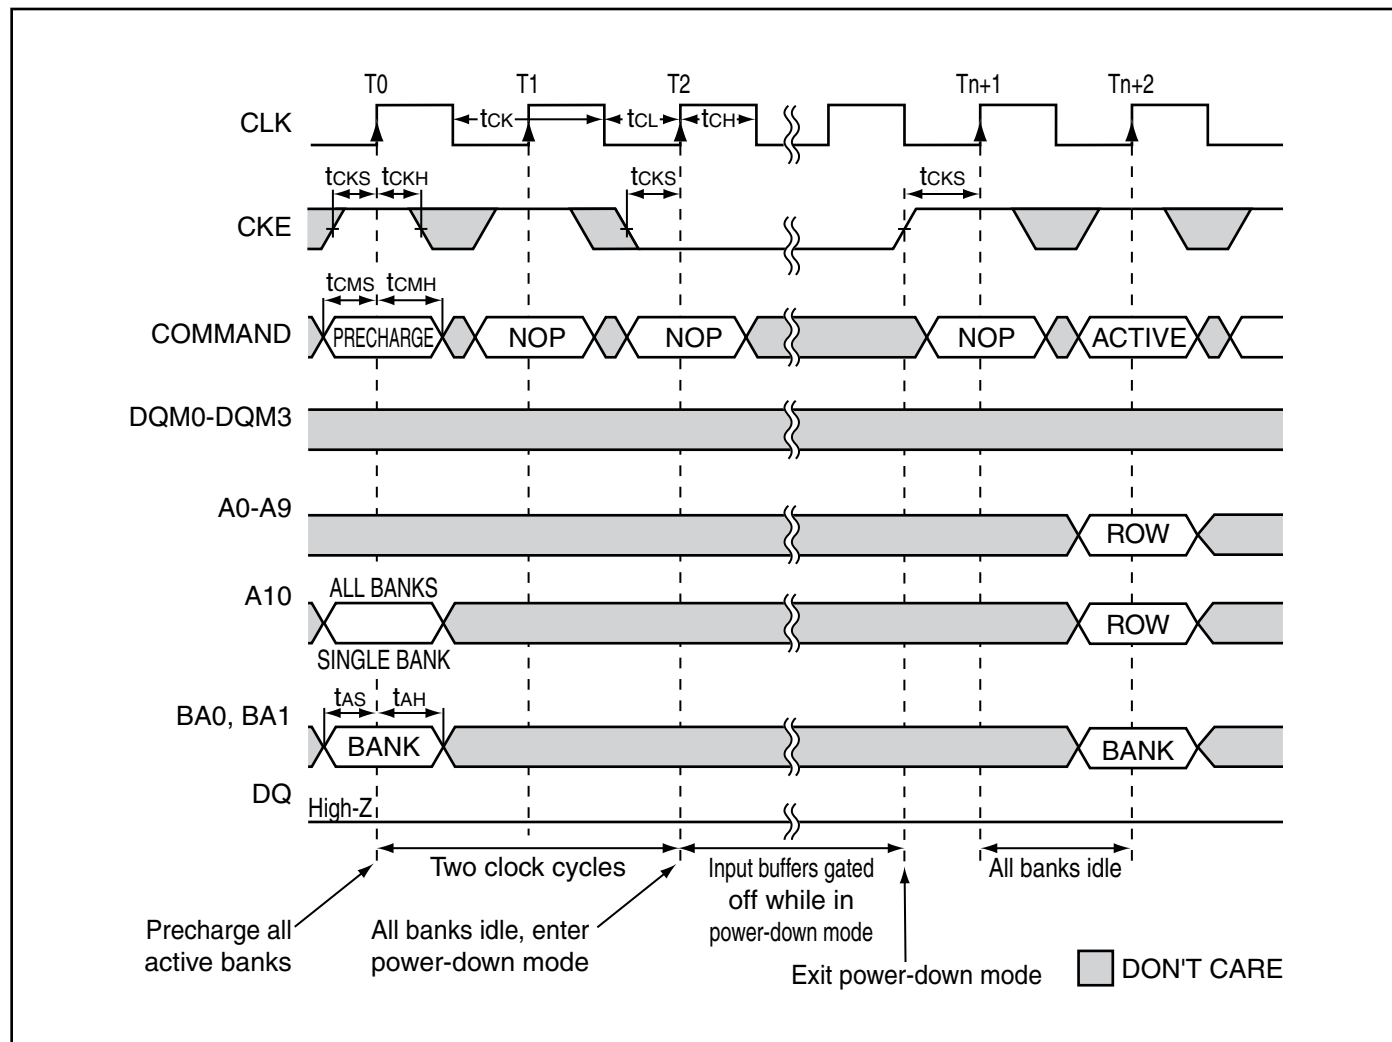 T0 T1 T2 Tn+1 Tn+2
CLK tCK tCL tCH
tCKS tCKH tCKS tCKS
CKE
tCMS tCMH
COMMAND PRECHARGE NOP NOP NOP ACTIVE
DQM0-DQM3
A0-A9 ROW
ALL BANKS
A10 ROW
SINGLE BANK
tAS tAH
BA0, BA1 BANK BANK
DQ
High-Z
Two clock cycles
Input buffers gated
off while in
power-down mode
All banks idle
Precharge all
active banks
All banks idle, enter
power-down mode
Exit power-down mode
DON'T CARE